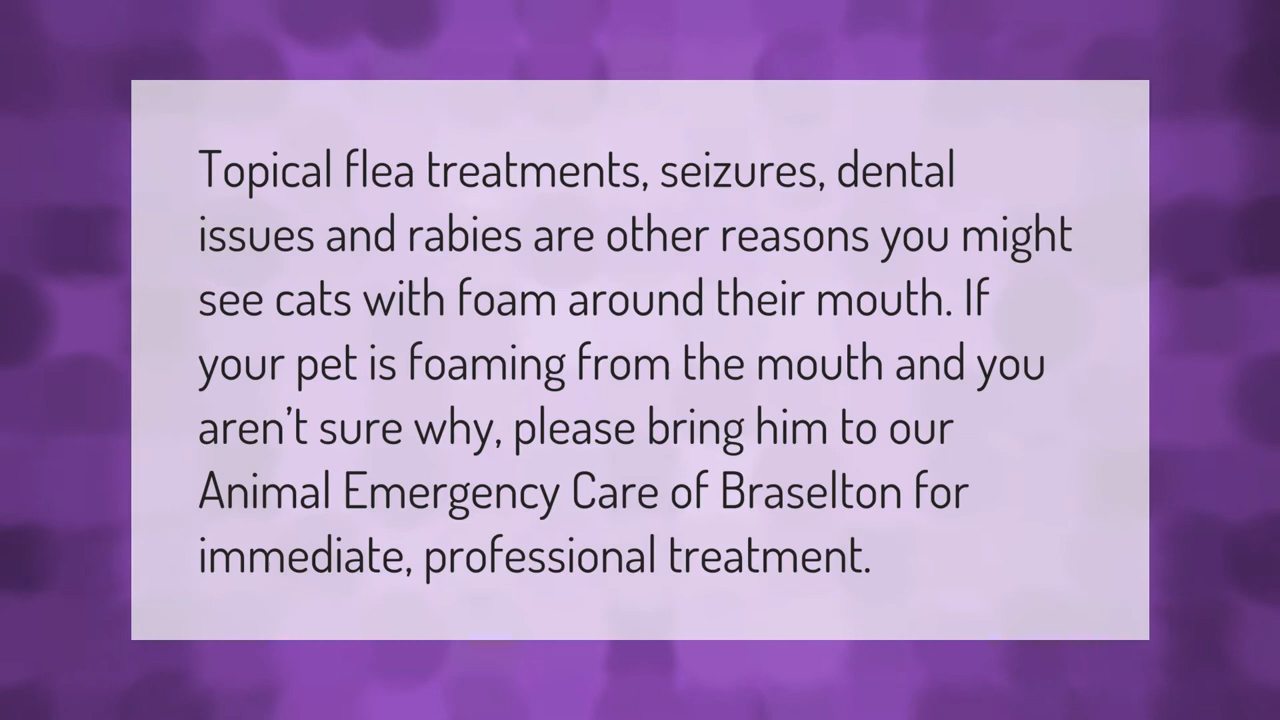 Topical flea treatments, seizures, dental
issues and rabies are other reasons you might
see cats with foam around their mouth. If
your pet is foaming from the mouth and you
aren’t sure why, please bring him to our
Animal Emergency Care of Braselton for
immediate, professional treatment.